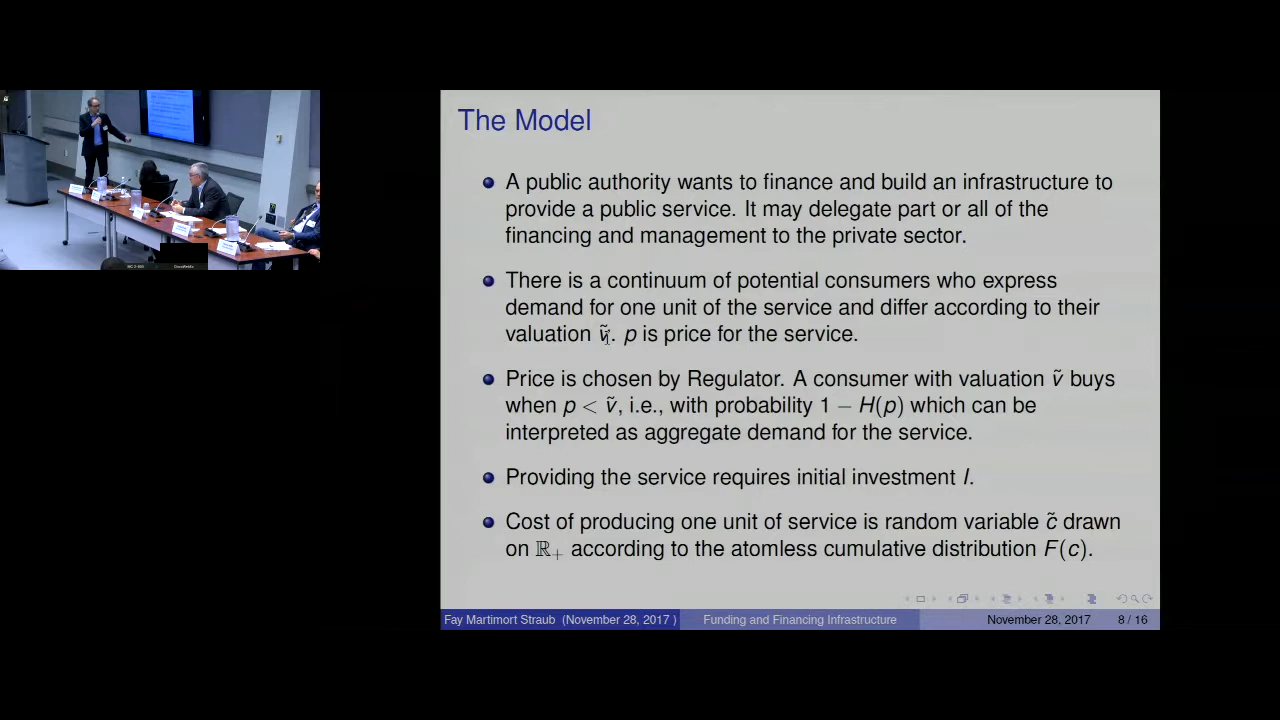 The Model
A public authority wants to finance and build an infrastructure to
provide a public service. It may delegate part or all of the
financing and management to the private sector.
There is a continuum of potential consumers who express
demand for one unit of the service and differ according to their
valuation ṽ. p is price for the service.
Price is chosen by Regulator. A consumer with valuation ṽ buys
when p < ṽ, i.e., with probability 1 − H(p) which can be
interpreted as aggregate demand for the service.
Providing the service requires initial investment I.
Cost of producing one unit of service is random variable c̃ drawn
on ℝ₊ according to the atomless cumulative distribution F(c).
Fay Martimort Straub (November 28, 2017 ) Funding and Financing Infrastructure November 28, 2017 8 / 16